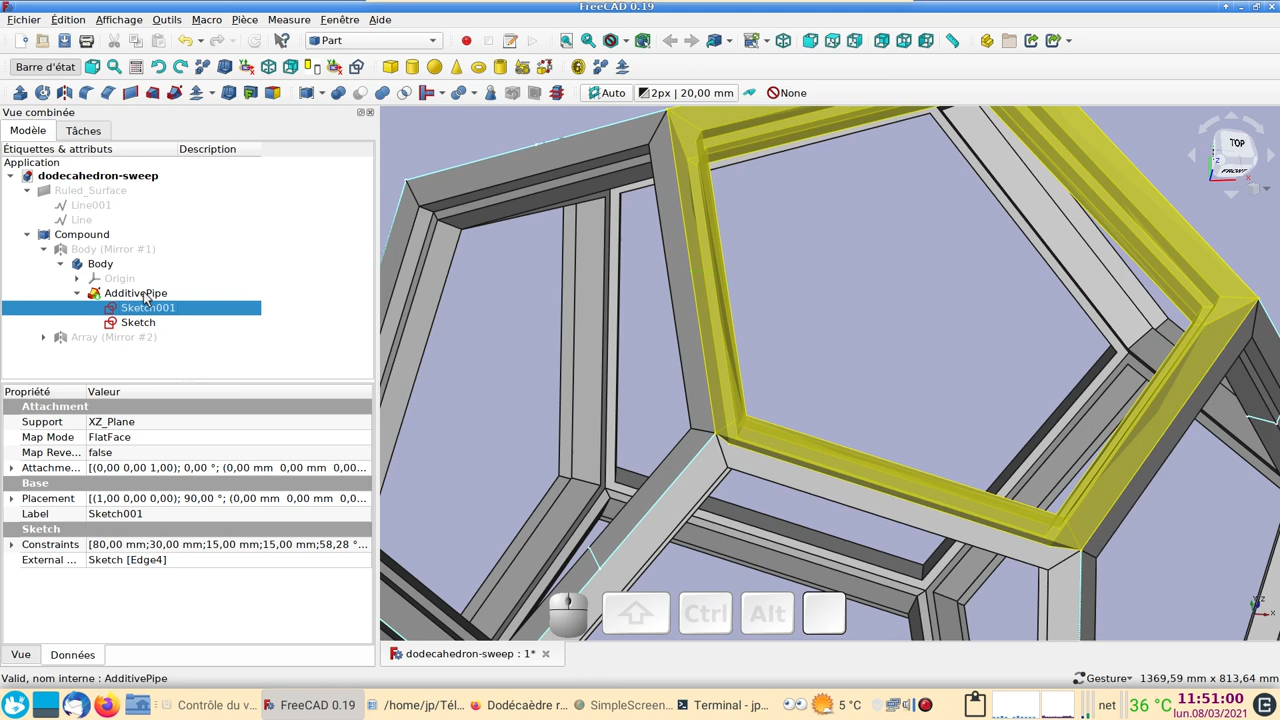 FreeCAD 0.19
Fichier Édition Affichage Outils Macro Pièce Measure Fenêtre Aide
Part
Barre d'état
Auto 2px | 20,00 mm None
Vue combinée
Modèle Tâches
Étiquettes & attributs Description
Application
dodecahedron-sweep
Ruled_Surface
Line001
Line
Compound
Body (Mirror #1)
Body
Origin
AdditivePipe
Sketch001
Sketch
Array (Mirror #2)
TOP
FRONT
Propriété Valeur
Attachment
Support XZ_Plane
Map Mode FlatFace
Map Reve... false
Attachme... [(0,00 0,00 1,00); 0,00 °; (0,00 mm 0,00 mm 0,00...
Base
Placement [(1,00 0,00 0,00); 90,00 °; (0,00 mm 0,00 mm 0,0...
Label Sketch001
Sketch
Constraints [80,00 mm;30,00 mm;15,00 mm;15,00 mm;58,28 °...
External ... Sketch [Edge4]
Ctrl Alt
Vue Données
dodecahedron-sweep : 1*
Valid, nom interne : AdditivePipe
Gesture 1369,59 mm x 813,64 mm
Contrôle du v... FreeCAD 0.19 /home/jp/Tél... Dodécaèdre r... SimpleScreen... Terminal - jp...
5 °C
net 36 °C 11:51:00
lun.08/03/2021